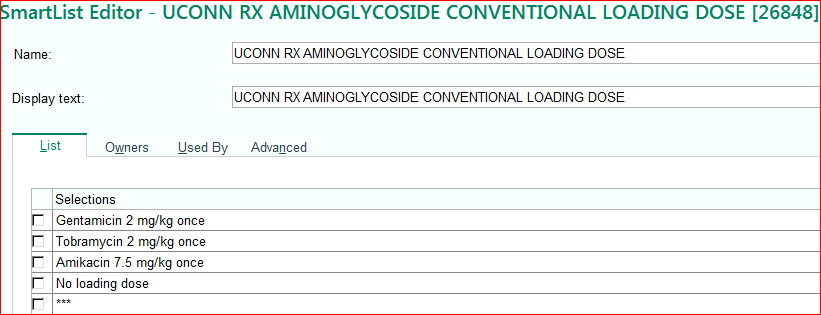 SmartList Editor - UCONN RX AMINOGLYCOSIDE CONVENTIONAL LOADING DOSE [26848]
Name: UCONN RX AMINOGLYCOSIDE CONVENTIONAL LOADING DOSE
Display text: UCONN RX AMINOGLYCOSIDE CONVENTIONAL LOADING DOSE
List Owners Used By Advanced
Selections
Gentamicin 2 mg/kg once
Tobramycin 2 mg/kg once
Amikacin 7.5 mg/kg once
No loading dose
***